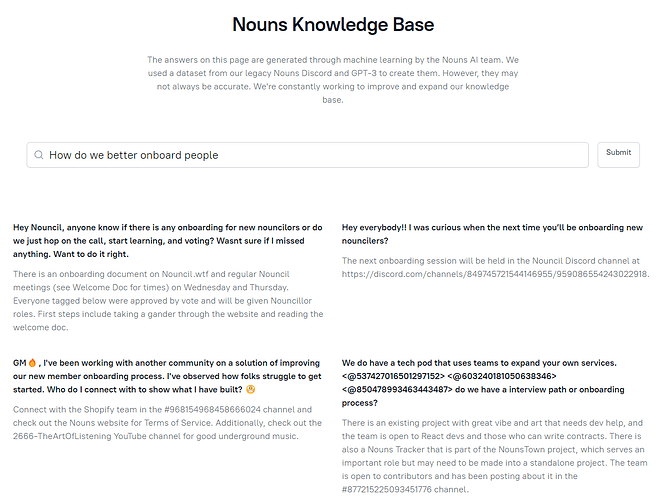 Nouns Knowledge Base
The answers on this page are generated through machine learning by the Nouns AI team. We
used a dataset from our legacy Nouns Discord and GPT-3 to create them. However, they may
not always be accurate. We're constantly working to improve and expand our knowledge
base.
How do we better onboard people
Submit
Hey Nouncil, anyone know if there is any onboarding for new nouncilors or do
we just hop on the call, start learning, and voting? Wasnt sure if I missed
anything. Want to do it right.
There is an onboarding document on Nouncil.wtf and regular Nouncil
meetings (see Welcome Doc for times) on Wednesday and Thursday.
Everyone tagged below were approved by vote and will be given Nouncillor
roles. First steps include taking a gander through the website and reading the
welcome doc.
Hey everybody!! I was curious when the next time you'll be onboarding new
nouncilers?
The next onboarding session will be held in the Nouncil Discord channel at
https://discord.com/channels/849745721544146955/959086554243022918.
GM🔥, I've been working with another community on a solution of improving
our new member onboarding process. I've observed how folks struggle to get
started. Who do I connect with to show what I have built?
Connect with the Shopify team in the #968154968458666024 channel and
check out the Nouns website for Terms of Service. Additionally, check out the
2666-TheArtOfListening YouTube channel for good underground music.
We do have a tech pod that uses teams to expand your own services.
<@537427016501297152> <@603240181050638346>
<@850478993463443487> do we have a interview path or onboarding
process?
There is an existing project with great vibe and art that needs dev help, and
the team is open to React devs and those who can write contracts. There is
also a Nouns Tracker that is part of the NounsTown project, which serves an
important role but may need to be made into a standalone project. The team
is open to contributors and has been posting about it in the
#877215225093451776 channel.